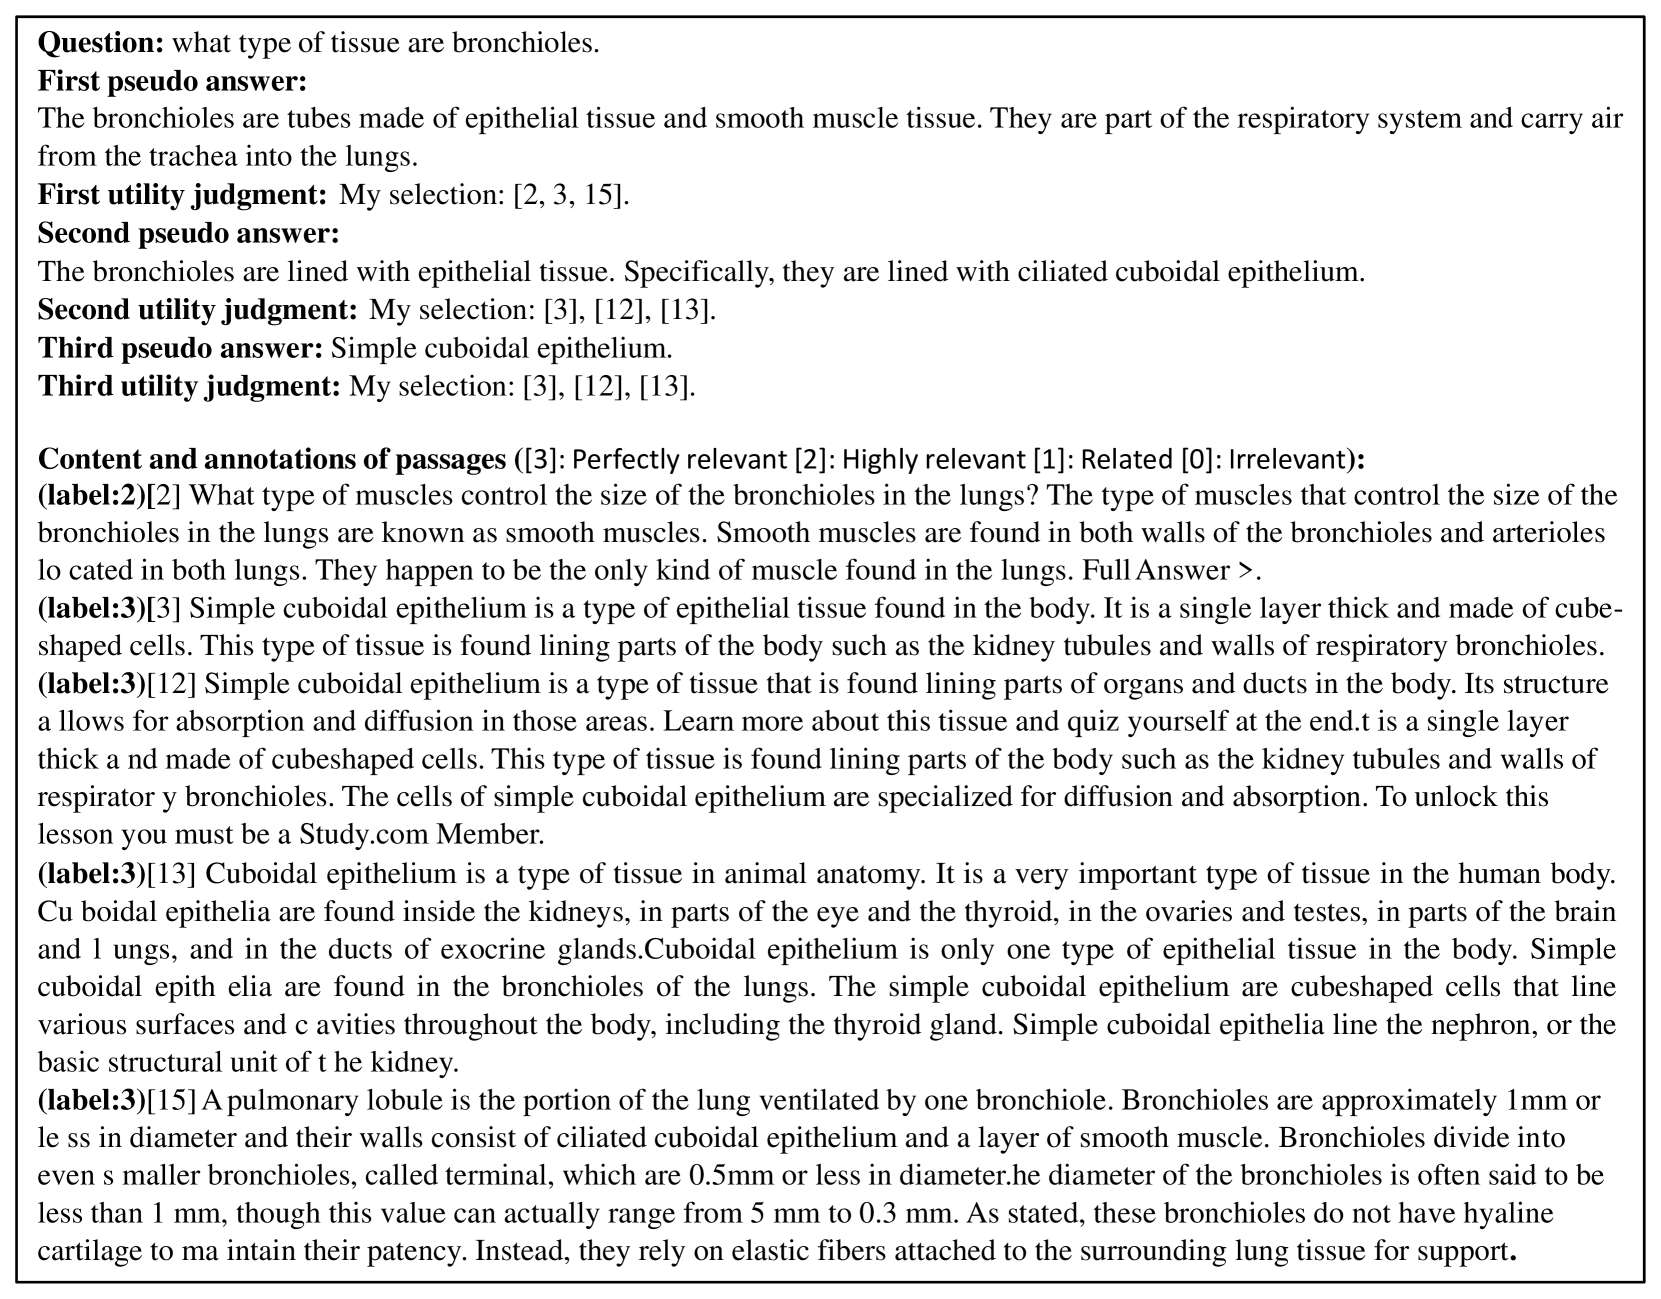 Question: what type of tissue are bronchioles.
First pseudo answer:
The bronchioles are tubes made of epithelial tissue and smooth muscle tissue. They are part of the respiratory system and carry air
from the trachea into the lungs.
First utility judgment: My selection: [2, 3, 15].
Second pseudo answer:
The bronchioles are lined with epithelial tissue. Specifically, they are lined with ciliated cuboidal epithelium.
Second utility judgment: My selection: [3], [12], [13].
Third pseudo answer: Simple cuboidal epithelium.
Third utility judgment: My selection: [3], [12], [13].
Content and annotations of passages ([3]: Perfectly relevant [2]: Highly relevant [1]: Related [0]: Irrelevant):
(label:2)[2] What type of muscles control the size of the bronchioles in the lungs? The type of muscles that control the size of the
bronchioles in the lungs are known as smooth muscles. Smooth muscles are found in both walls of the bronchioles and arterioles
lo cated in both lungs. They happen to be the only kind of muscle found in the lungs. Full Answer >.
(label:3)[3] Simple cuboidal epithelium is a type of epithelial tissue found in the body. It is a single layer thick and made of cube-
shaped cells. This type of tissue is found lining parts of the body such as the kidney tubules and walls of respiratory bronchioles.
(label:3)[12] Simple cuboidal epithelium is a type of tissue that is found lining parts of organs and ducts in the body. Its structure
a llows for absorption and diffusion in those areas. Learn more about this tissue and quiz yourself at the end.t is a single layer
thick a nd made of cubeshaped cells. This type of tissue is found lining parts of the body such as the kidney tubules and walls of
respirator y bronchioles. The cells of simple cuboidal epithelium are specialized for diffusion and absorption. To unlock this
lesson you must be a Study.com Member.
(label:3)[13] Cuboidal epithelium is a type of tissue in animal anatomy. It is a very important type of tissue in the human body.
Cu boidal epithelia are found inside the kidneys, in parts of the eye and the thyroid, in the ovaries and testes, in parts of the brain
and l ungs, and in the ducts of exocrine glands.Cuboidal epithelium is only one type of epithelial tissue in the body. Simple
cuboidal epith elia are found in the bronchioles of the lungs. The simple cuboidal epithelium are cubeshaped cells that line
various surfaces and c avities throughout the body, including the thyroid gland. Simple cuboidal epithelia line the nephron, or the
basic structural unit of t he kidney.
(label:3)[15] A pulmonary lobule is the portion of the lung ventilated by one bronchiole. Bronchioles are approximately 1mm or
le ss in diameter and their walls consist of ciliated cuboidal epithelium and a layer of smooth muscle. Bronchioles divide into
even s maller bronchioles, called terminal, which are 0.5mm or less in diameter.he diameter of the bronchioles is often said to be
less than 1 mm, though this value can actually range from 5 mm to 0.3 mm. As stated, these bronchioles do not have hyaline
cartilage to ma intain their patency. Instead, they rely on elastic fibers attached to the surrounding lung tissue for support.